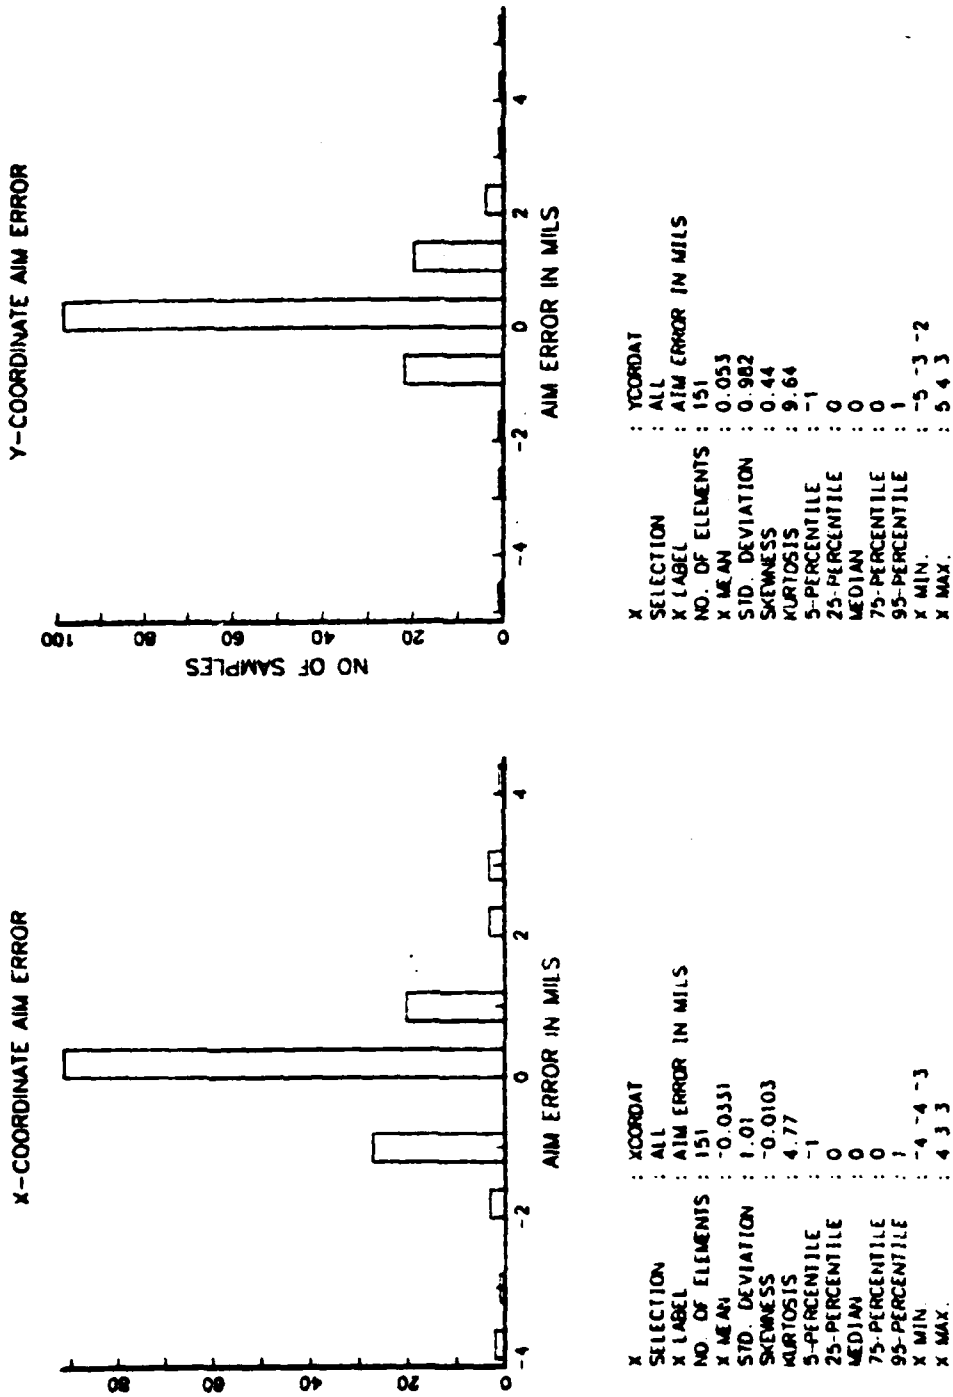 X-COORDINATE AIM ERROR
80
60
40
20
-4
-2
0
2
4
AIM ERROR IN MILS
X : XCORDAT
SELECTION : ALL
X LABEL : AIM ERROR IN MILS
NO. OF ELEMENTS : 151
X MEAN : -0.0331
STD. DEVIATION : 1.01
SKEWNESS : -0.0103
KURTOSIS : 4.77
5-PERCENTILE : -1
25-PERCENTILE : 0
MEDIAN : 0
75-PERCENTILE : 0
95-PERCENTILE : 1
X MIN. : -4 -4 -3
X MAX. : 4 3 3
Y-COORDINATE AIM ERROR
NO OF SAMPLES
100
80
60
40
20
0
-4
-2
0
2
4
AIM ERROR IN MILS
X : YCORDAT
SELECTION : ALL
X LABEL : AIM ERROR IN MILS
NO. OF ELEMENTS : 151
X MEAN : 0.053
STD. DEVIATION : 0.982
SKEWNESS : 0.44
KURTOSIS : 9.64
5-PERCENTILE : -1
25-PERCENTILE : 0
MEDIAN : 0
75-PERCENTILE : 0
95-PERCENTILE : 1
X MIN. : -5 -3 -2
X MAX. : 5 4 3